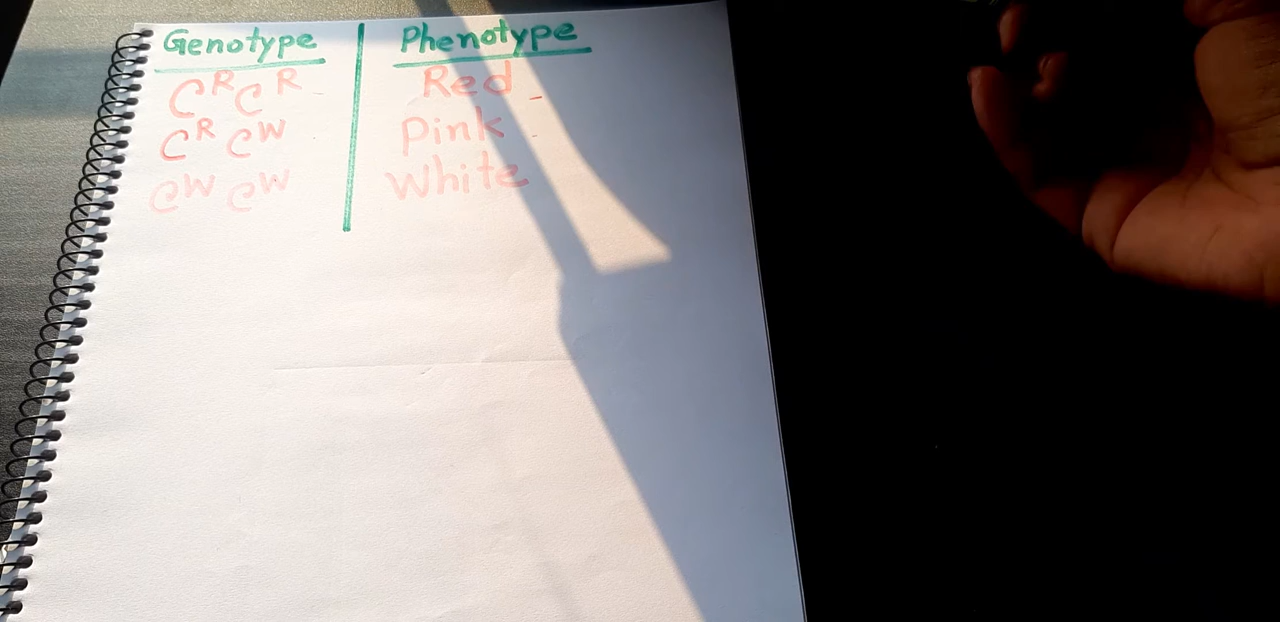 Genotype | Phenotype
C^R C^R | Red
C^R C^W | Pink
C^W C^W | White